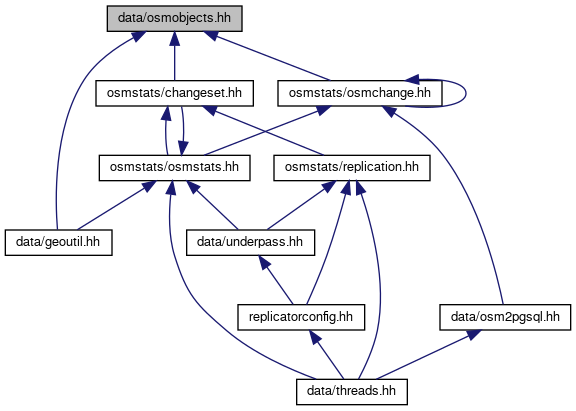 data/osmobjects.hh
osmstats/changeset.hh
osmstats/osmchange.hh
osmstats/osmstats.hh
osmstats/replication.hh
data/geoutil.hh
data/underpass.hh
replicatorconfig.hh
data/osm2pgsql.hh
data/threads.hh